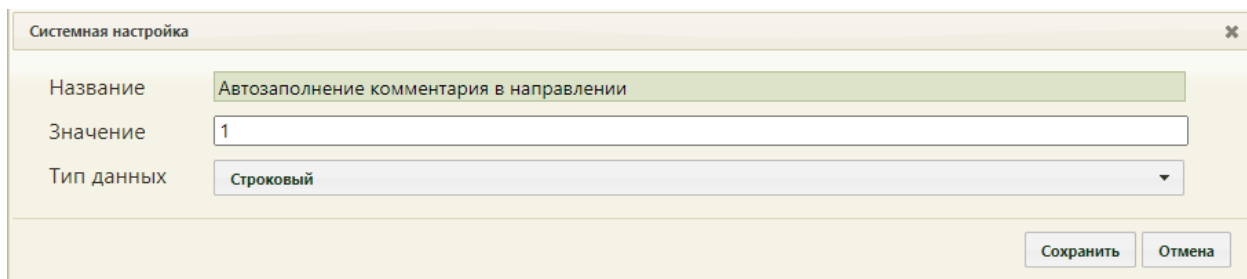 Системная настройка
Название Автозаполнение комментария в направлении
Значение 1
Тип данных Строковый
Сохранить Отмена